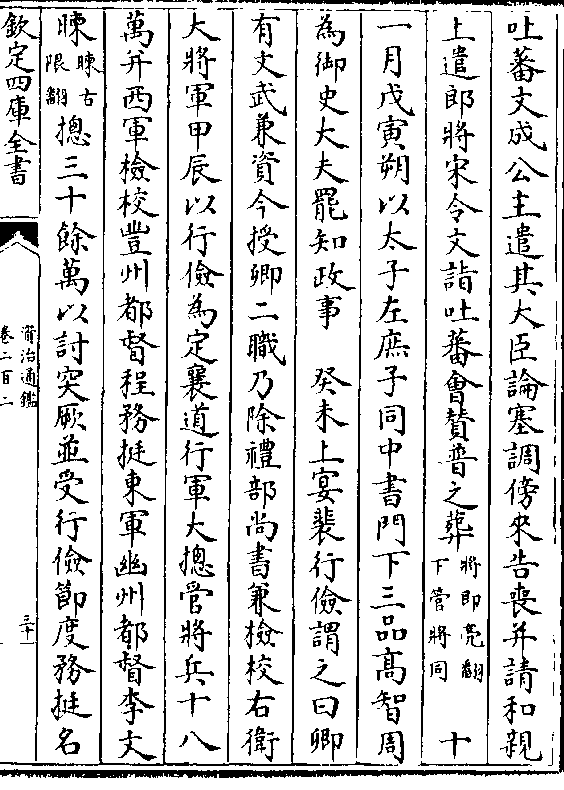 吐蕃文成公主遣其大臣論塞調傍來告喪并請和親
上遣郎將宋令文詣吐蕃會贊普之葬將即亮翻下管將同 十
一月戊寅朔以太子左庶子同中書門下三品高智周
為御史大夫罷知政事 癸未上宴裴行儉謂之曰卿
有文武兼資今授卿二職乃除禮部尚書兼檢校右衛
大將軍甲辰以行儉為定襄道行軍大總管將兵十八
萬并西軍檢校豐州都督程務挺東軍幽州都督李文
暕暕古限翻摠三十餘萬以討突厥並受行儉節度務挺名
欽定四庫全書
資治通鑑
卷二百二
三十